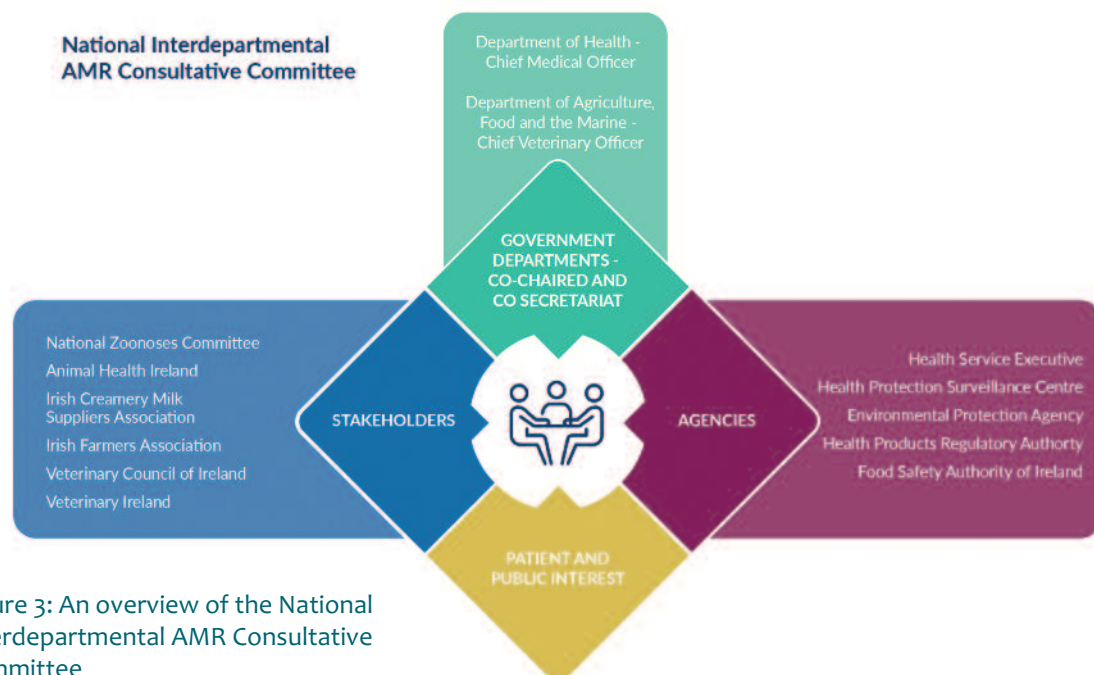 National Interdepartmental
AMR Consultative Committee
Department of Health -
Chief Medical Officer
Department of Agriculture,
Food and the Marine -
Chief Veterinary Officer
GOVERNMENT
DEPARTMENTS -
CO-CHAIRED AND
CO SECRETARIAT
National Zoonoses Committee
Animal Health Ireland
Irish Creamery Milk
Suppliers Association
Irish Farmers Association
Veterinary Council of Ireland
Veterinary Ireland
STAKEHOLDERS
AGENCIES
Health Service Executive
Health Protection Surveillance Centre
Environmental Protection Agency
Health Products Regulatory Authorty
Food Safety Authority of Ireland
PATIENT AND
PUBLIC INTEREST
ure 3: An overview of the National
erdepartmental AMR Consultative
mmittee